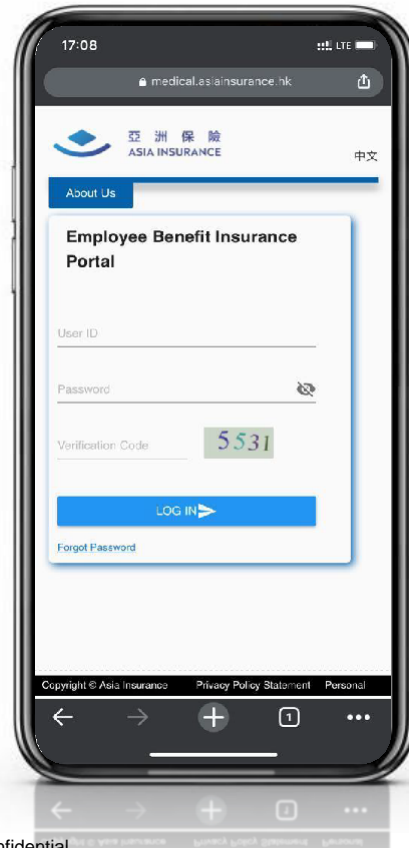 17:08
LTE
medical.asiainsurance.hk
亞洲保險
ASIA INSURANCE
中文
About Us
Employee Benefit Insurance
Portal
User ID
Password
Verification Code
5531
LOG IN
Forgot Password
Copyright © Asia Insurance Privacy Policy Statement Personal
1
nfidential